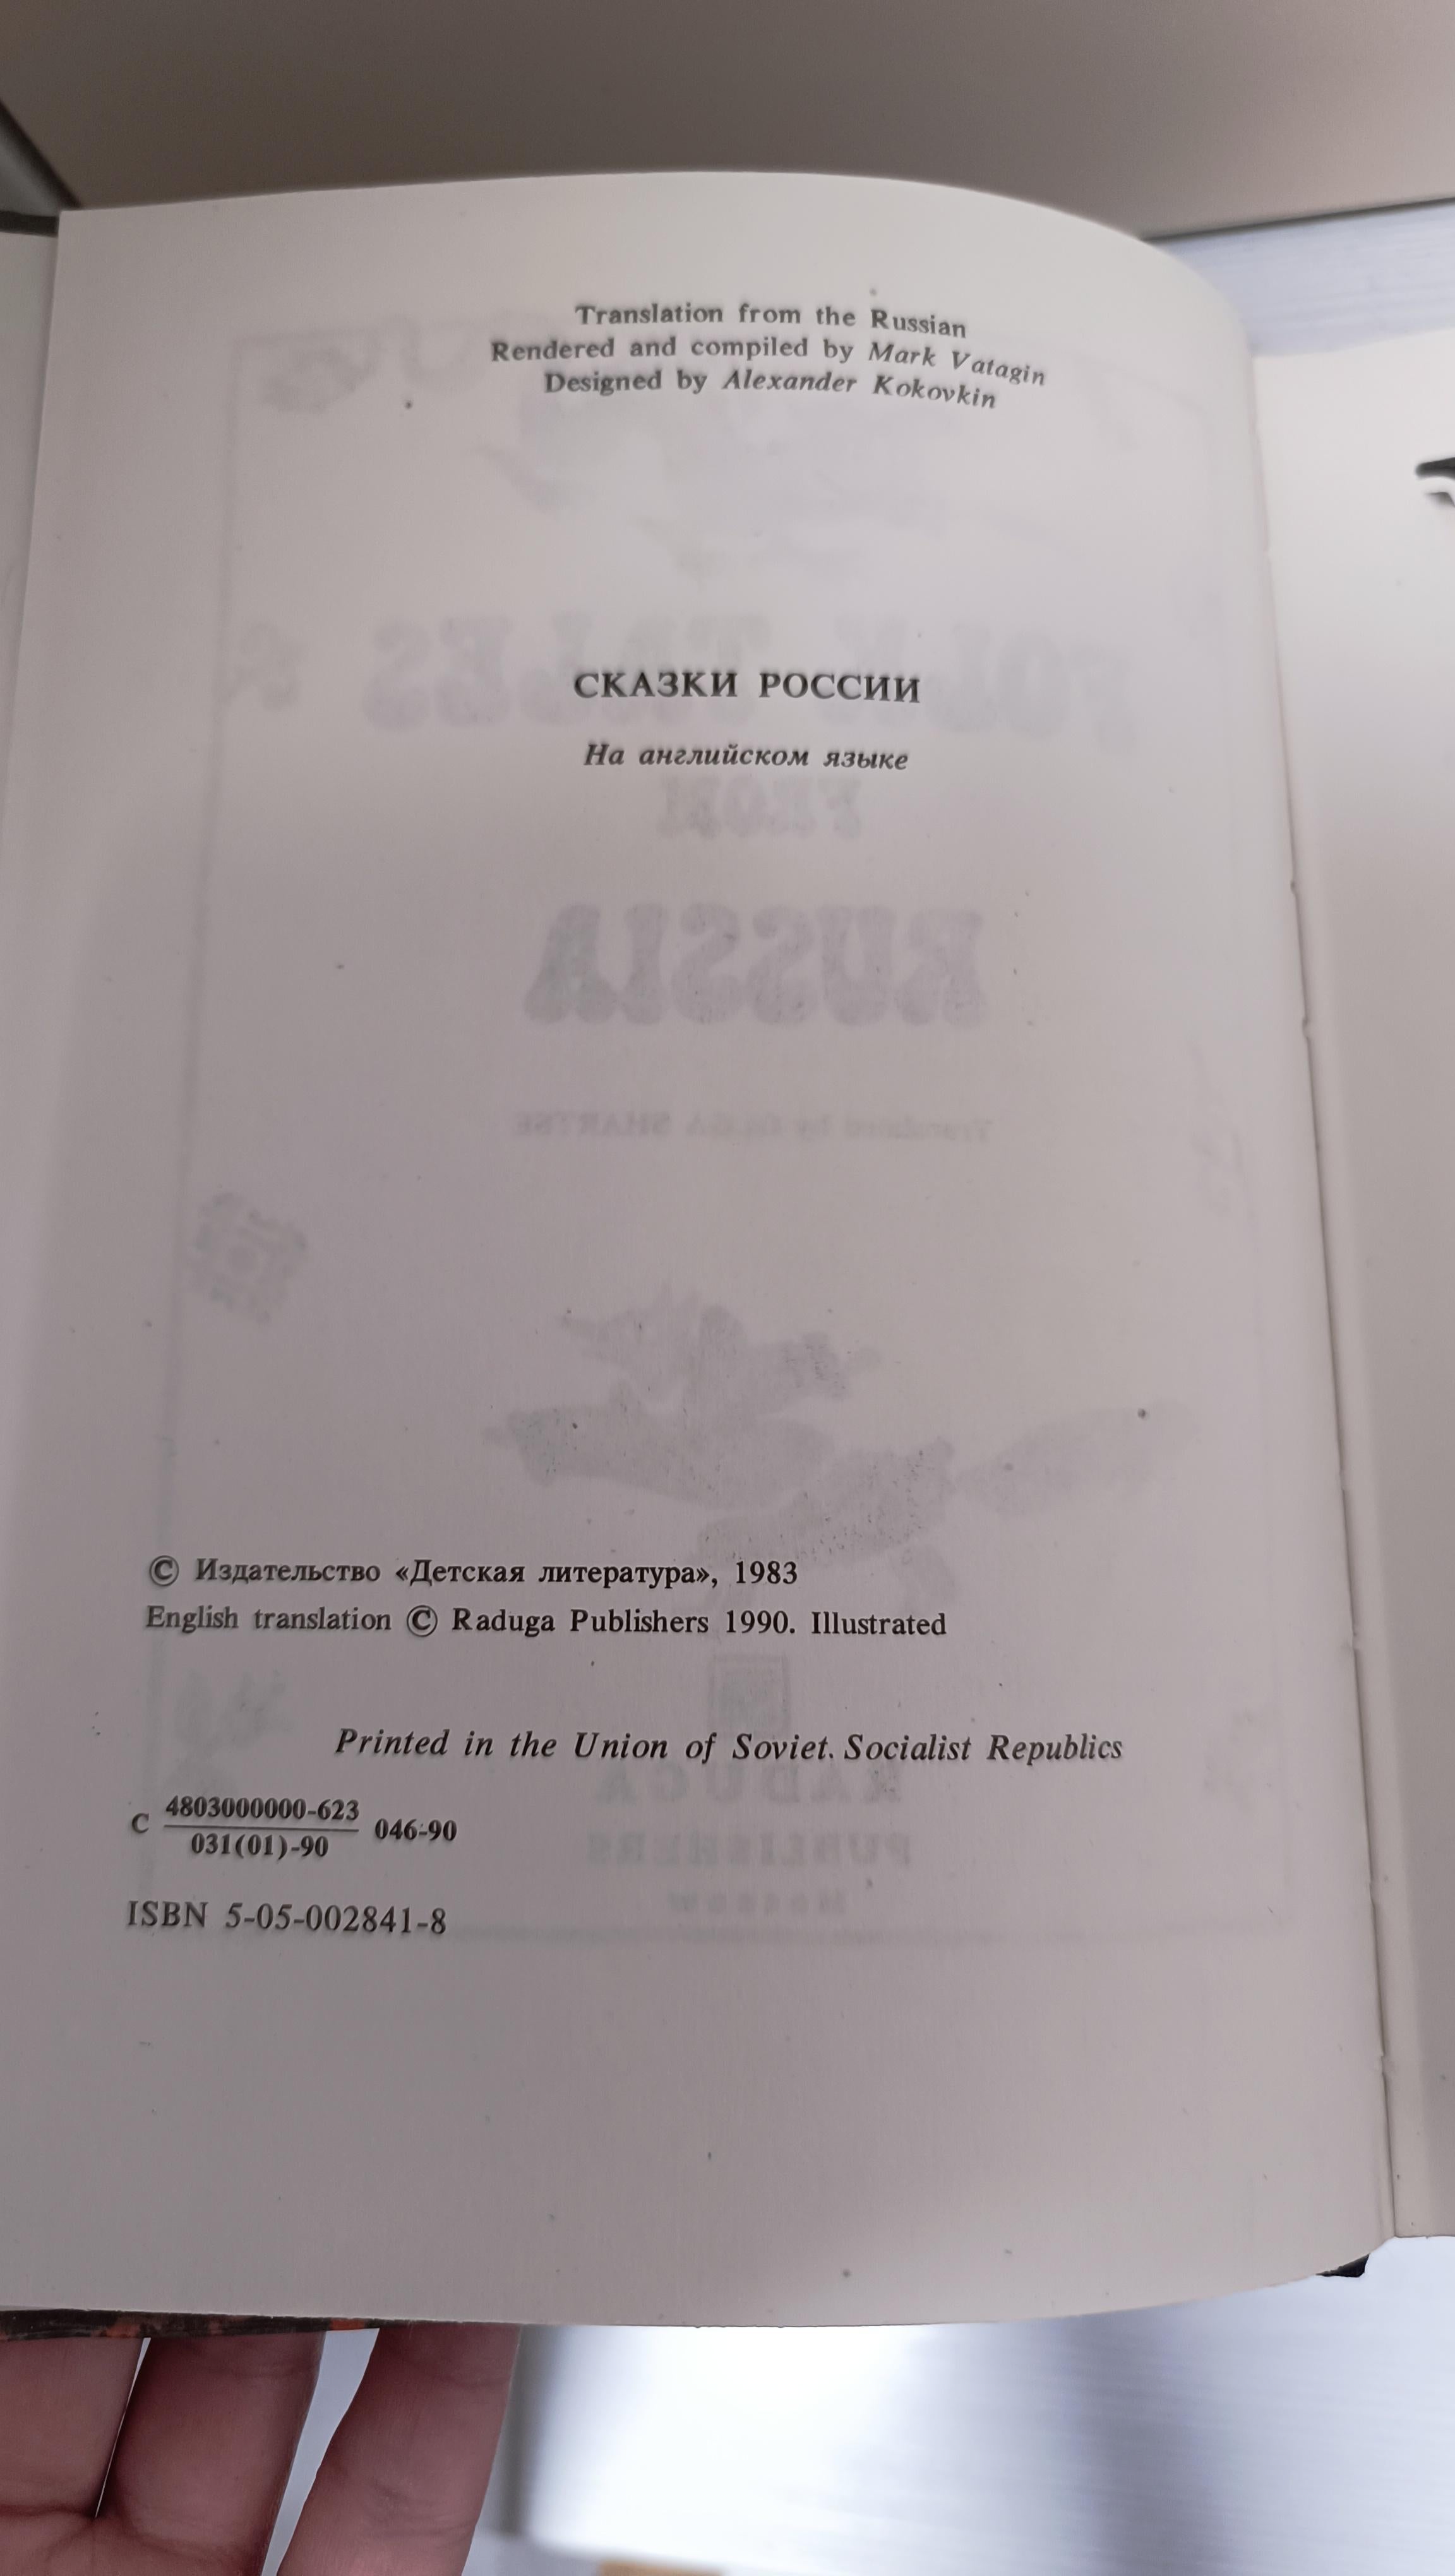 Translation from the Russian
Rendered and compiled by Mark Vatagin
Designed by Alexander Kokovkin
СКАЗКИ РОССИИ
На английском языке
© Издательство «Детская литература», 1983
English translation © Raduga Publishers 1990. Illustrated
Printed in the Union of Soviet. Socialist Republics
С 4803000000-623
031(01)-90 046-90
ISBN 5-05-002841-8